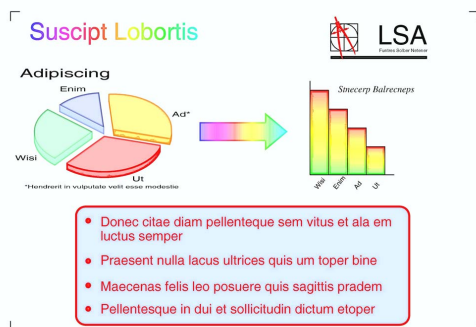 Suscipt Lobortis
LSA
Adipiscing
Enim
Ad*
Wisi
Ut
*Hendreril in vulputate velit esse modestie
Stnecerp Balrecneps
Wisi
Enim
Ad
Ut
Donec citae diam pellenteque sem vitus et ala em
luctus semper
Praesent nulla lacus ultrices quis um toper bine
Maecenas felis leo posuere quis sagittis pradem
Pellentesque in dui et sollicitudin dictum etoper